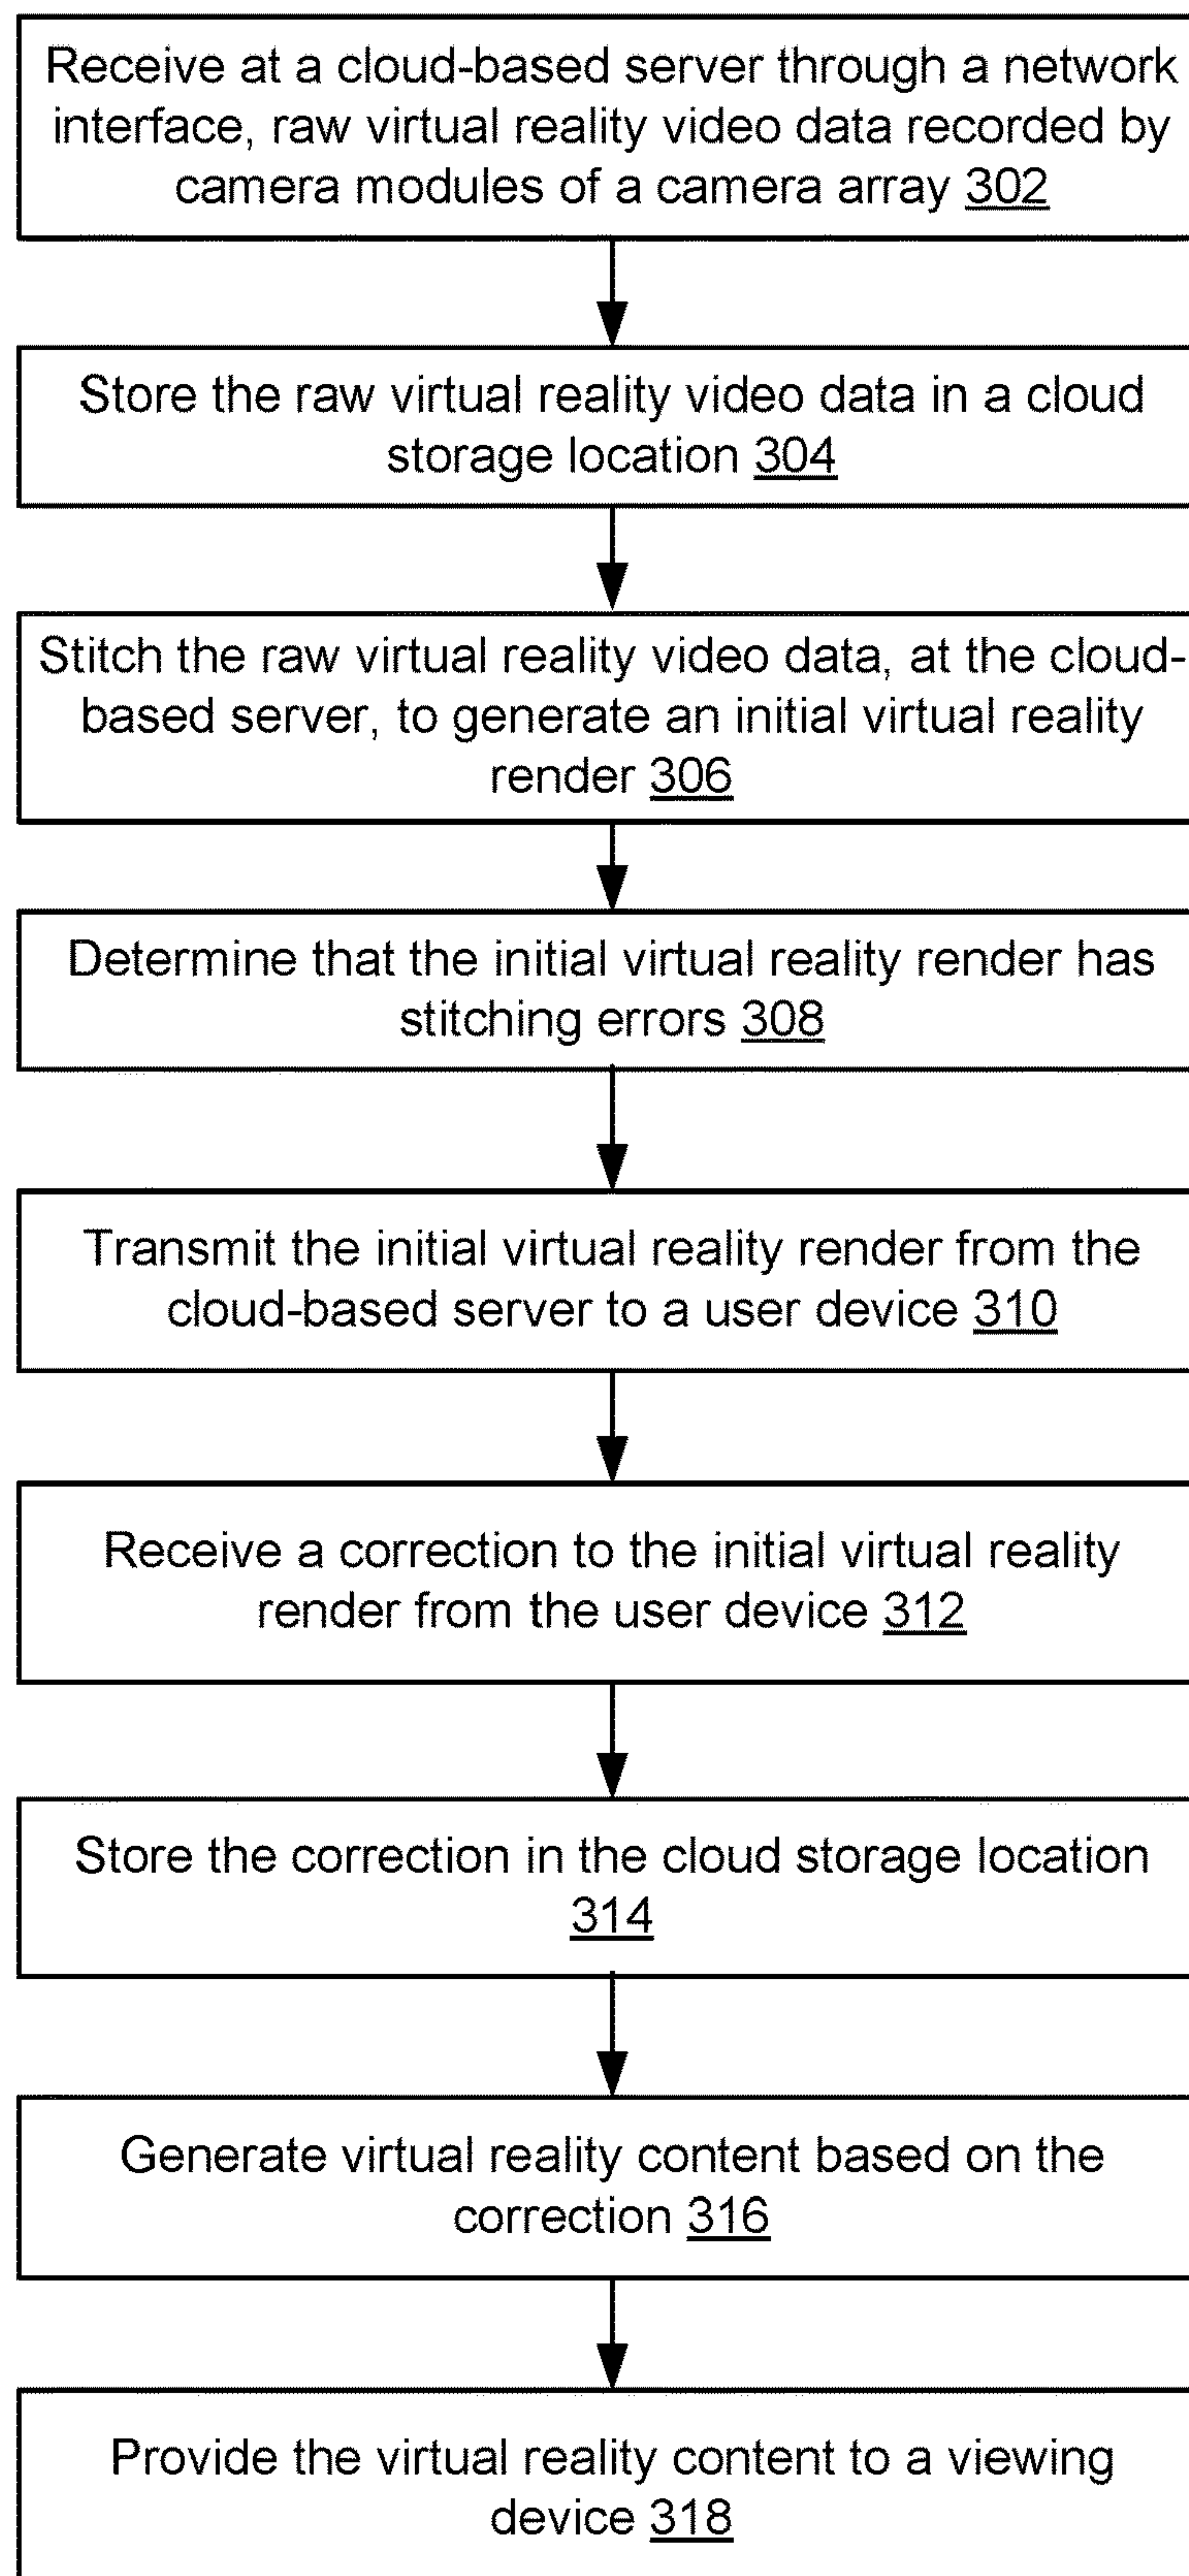 Receive at a cloud-based server through a network
interface, raw virtual reality video data recorded by
camera modules of a camera array 302
Store the raw virtual reality video data in a cloud
storage location 304
Stitch the raw virtual reality video data, at the cloud-
based server, to generate an initial virtual reality
render 306
Determine that the initial virtual reality render has
stitching errors 308
Transmit the initial virtual reality render from the
cloud-based server to a user device 310
Receive a correction to the initial virtual reality
render from the user device 312
Store the correction in the cloud storage location
314
Generate virtual reality content based on the
correction 316
Provide the virtual reality content to a viewing
device 318